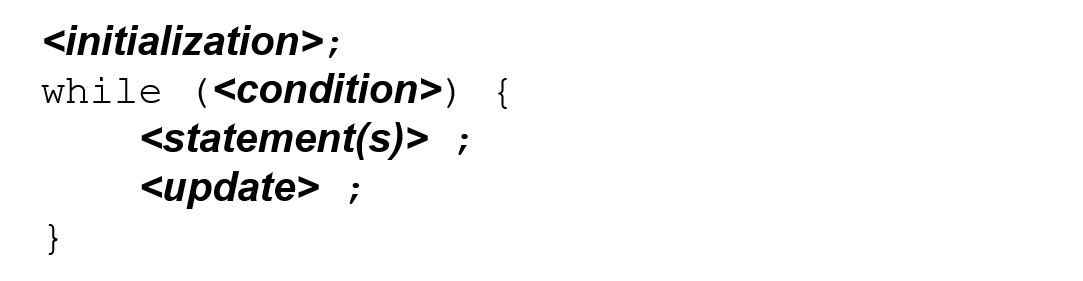 <initialization>;
while (<condition>) {
<statement(s)> ;
<update> ;
}